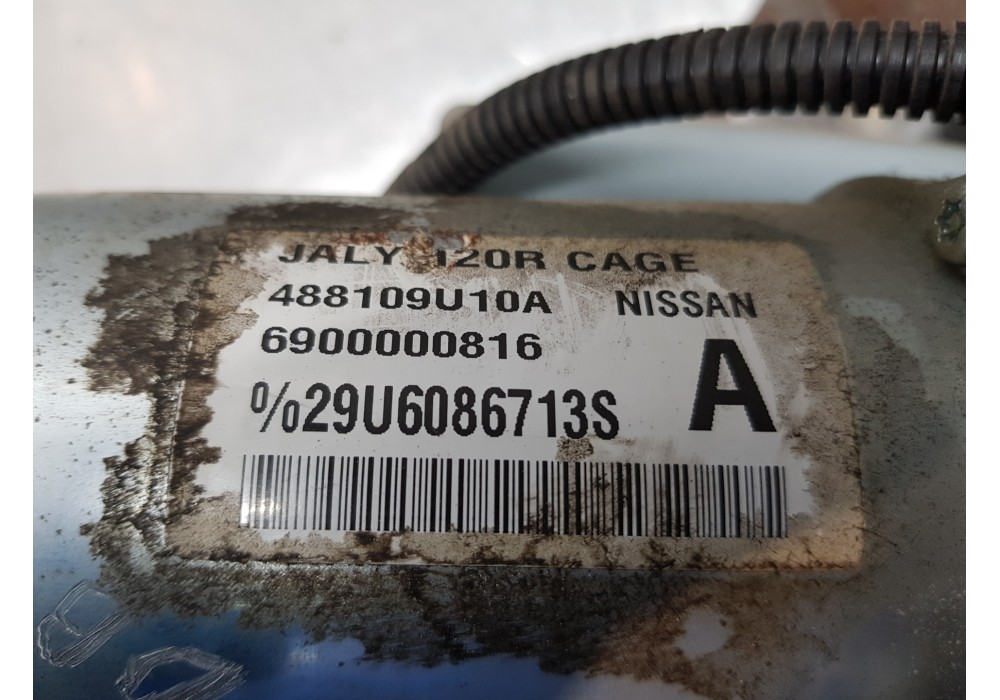 JALY 120R CAGE
488109U10A NISSAN
6900000816
A
%29U6086713S